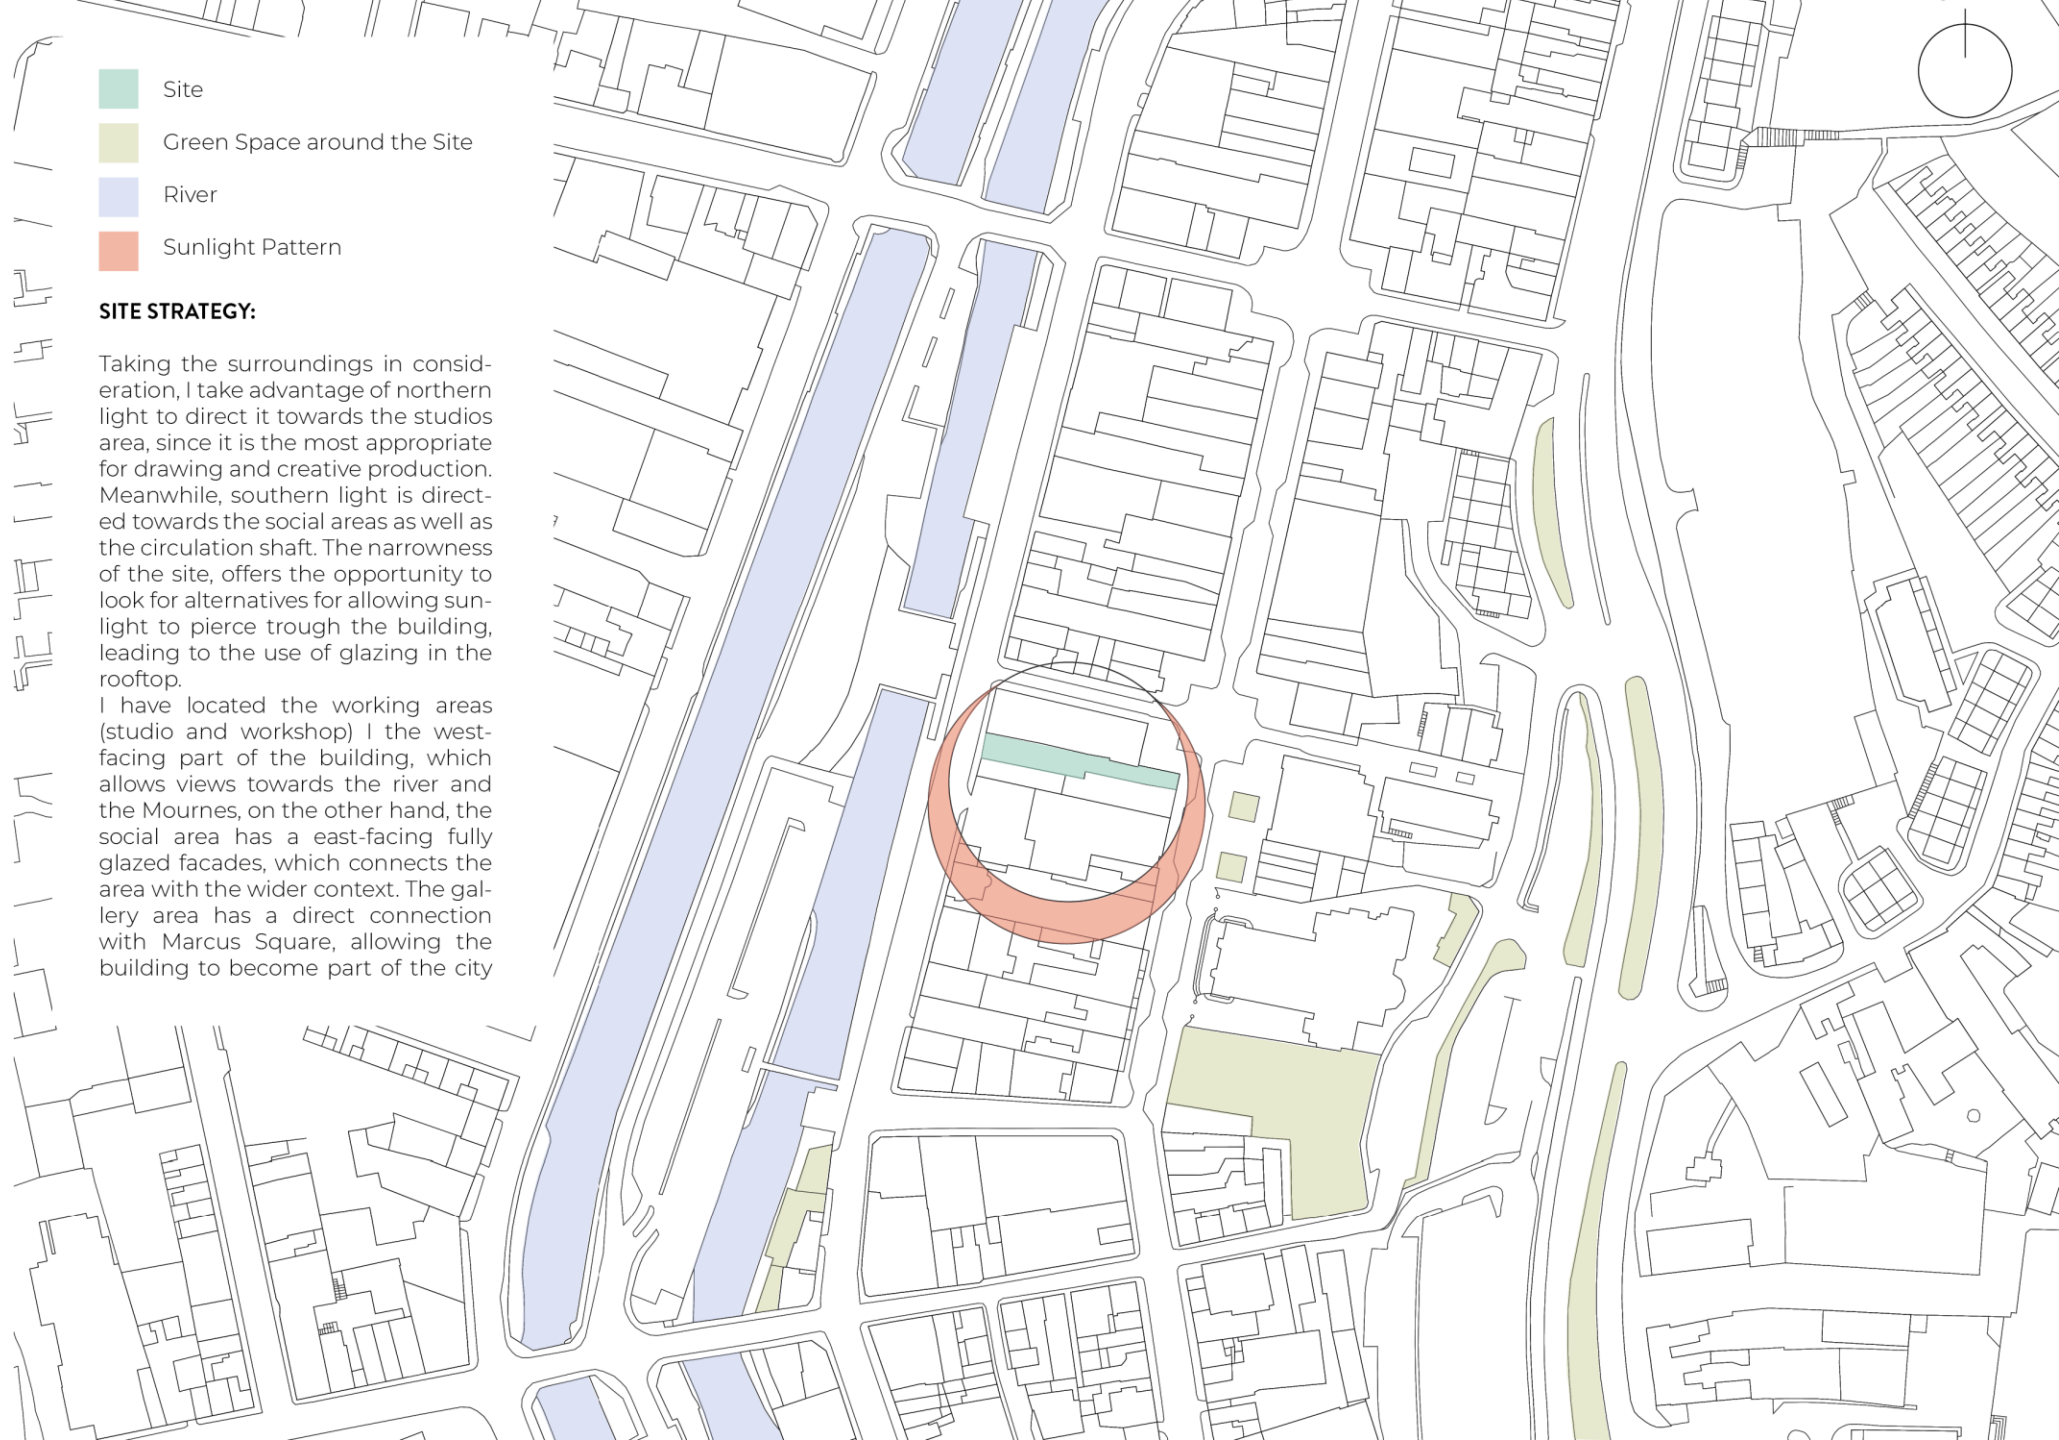 Site
Green Space around the Site
River
Sunlight Pattern
SITE STRATEGY:
Taking the surroundings in consid-
eration, I take advantage of northern
light to direct it towards the studios
area, since it is the most appropriate
for drawing and creative production.
Meanwhile, southern light is direct-
ed towards the social areas as well as
the circulation shaft. The narrowness
of the site, offers the opportunity to
look for alternatives for allowing sun-
light to pierce trough the building,
leading to the use of glazing in the
rooftop.
I have located the working areas
(studio and workshop) I the west-
facing part of the building, which
allows views towards the river and
the Mournes, on the other hand, the
social area has a east-facing fully
glazed facades, which connects the
area with the wider context. The gal-
lery area has a direct connection
with Marcus Square, allowing the
building to become part of the city